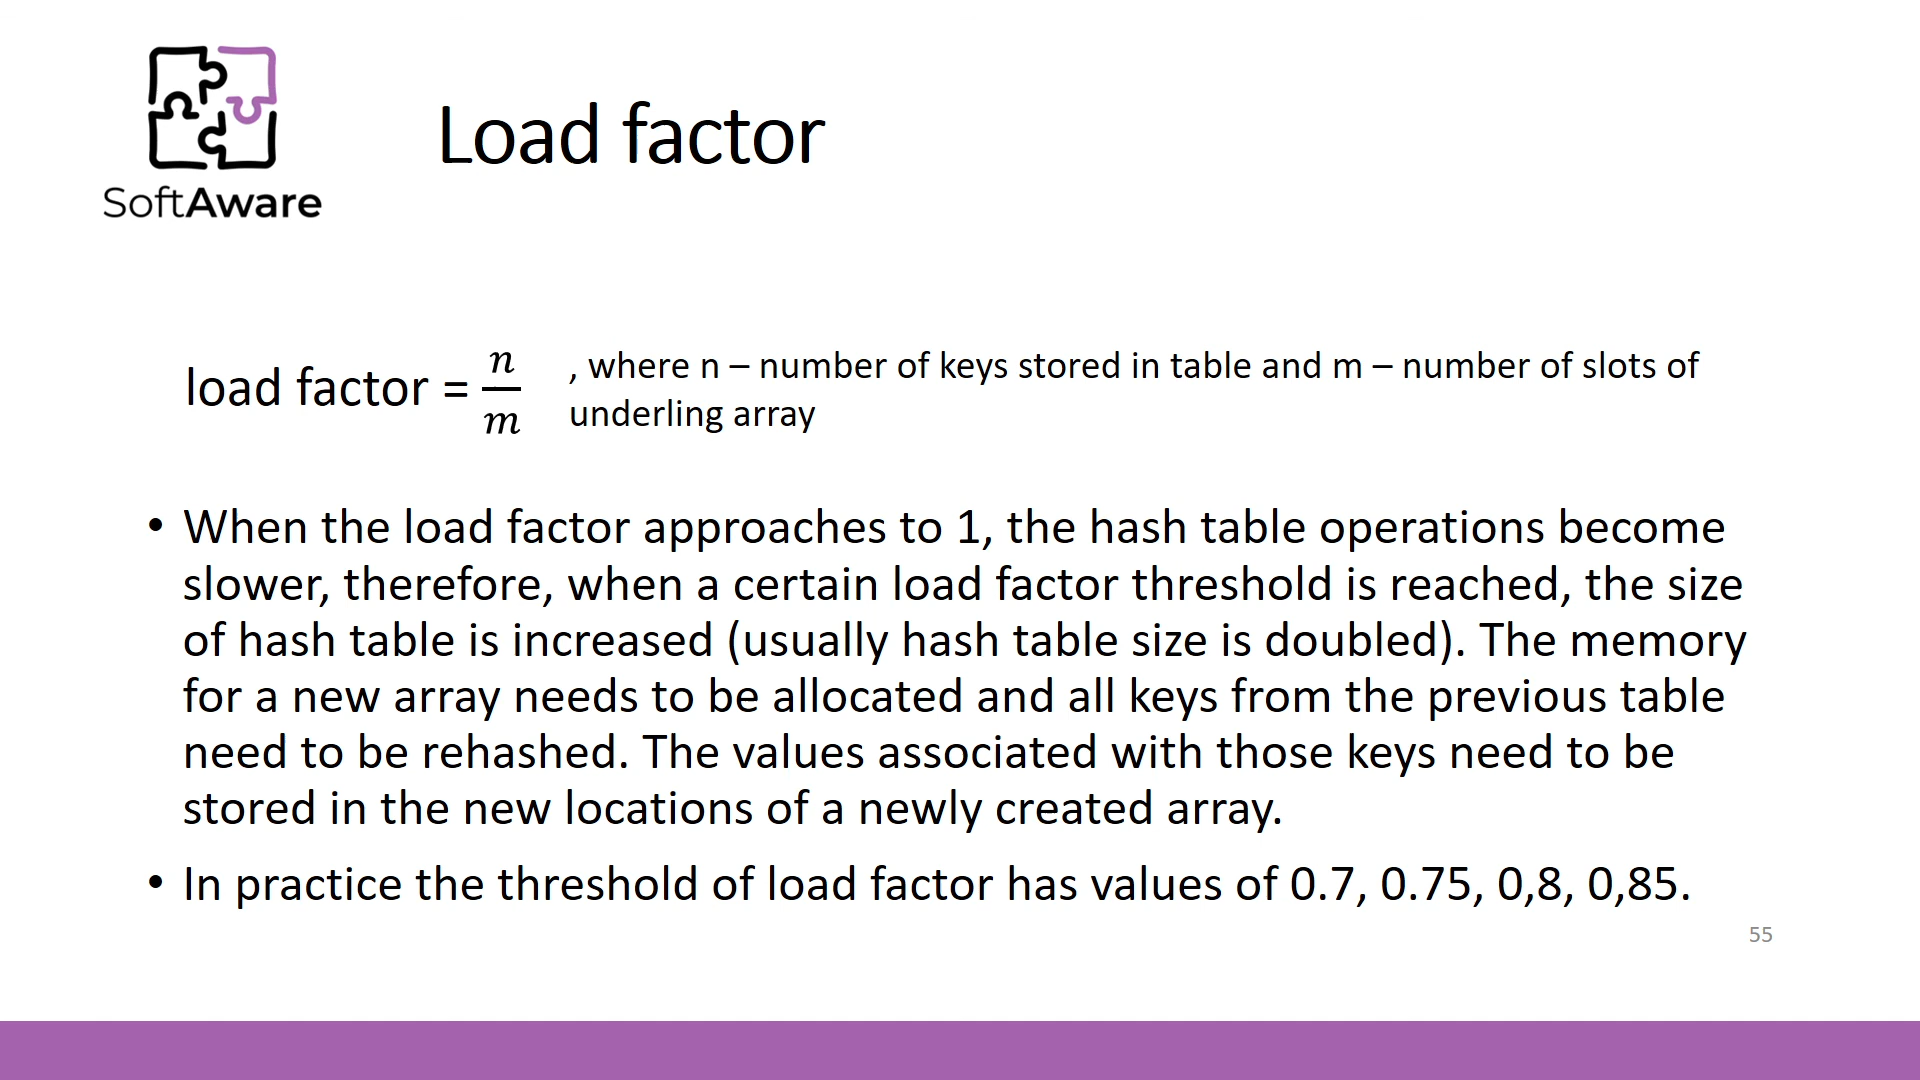 SoftAware
Load factor
load factor = n/m
, where n – number of keys stored in table and m – number of slots of
underling array
• When the load factor approaches to 1, the hash table operations become
slower, therefore, when a certain load factor threshold is reached, the size
of hash table is increased (usually hash table size is doubled). The memory
for a new array needs to be allocated and all keys from the previous table
need to be rehashed. The values associated with those keys need to be
stored in the new locations of a newly created array.
• In practice the threshold of load factor has values of 0.7, 0.75, 0,8, 0,85.
55